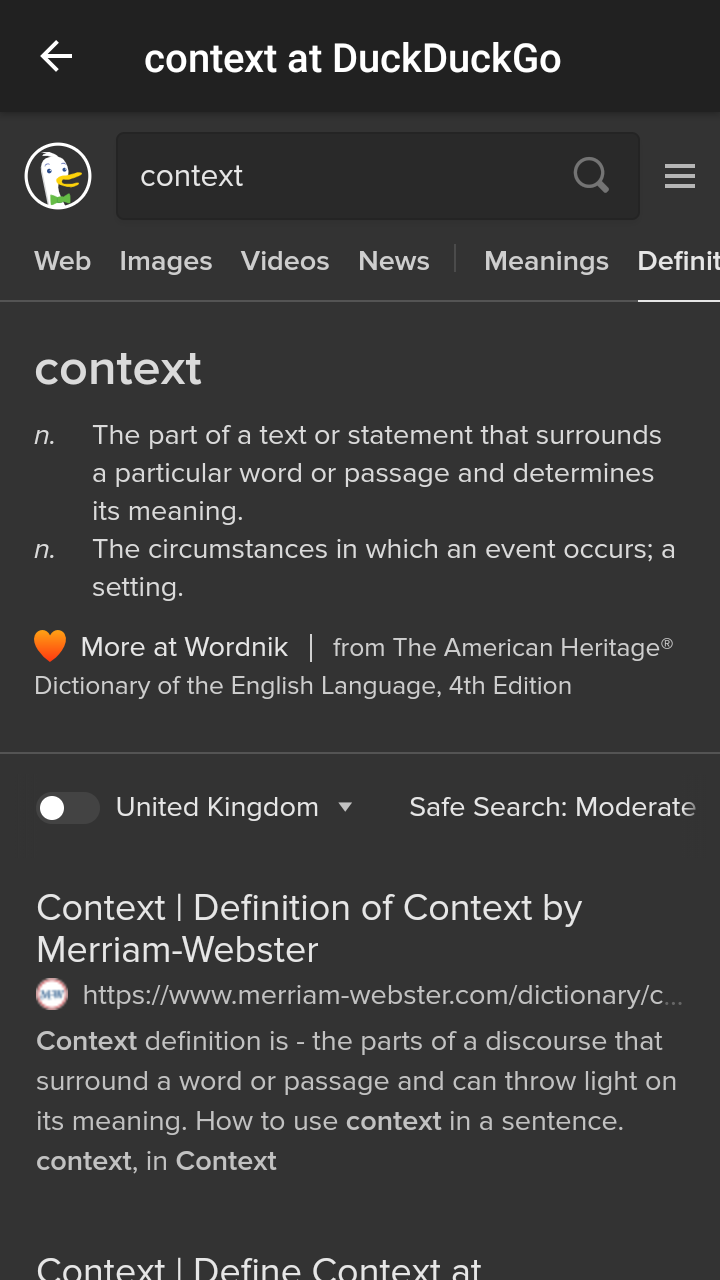 context at DuckDuckGo
context
Web Images Videos News Meanings Definit
context
n. The part of a text or statement that surrounds
a particular word or passage and determines
its meaning.
n. The circumstances in which an event occurs; a
setting.
More at Wordnik | from The American Heritage®
Dictionary of the English Language, 4th Edition
United Kingdom Safe Search: Moderate
Context | Definition of Context by
Merriam-Webster
https://www.merriam-webster.com/dictionary/c...
Context definition is - the parts of a discourse that
surround a word or passage and can throw light on
its meaning. How to use context in a sentence.
context, in Context
Context | Define Context at